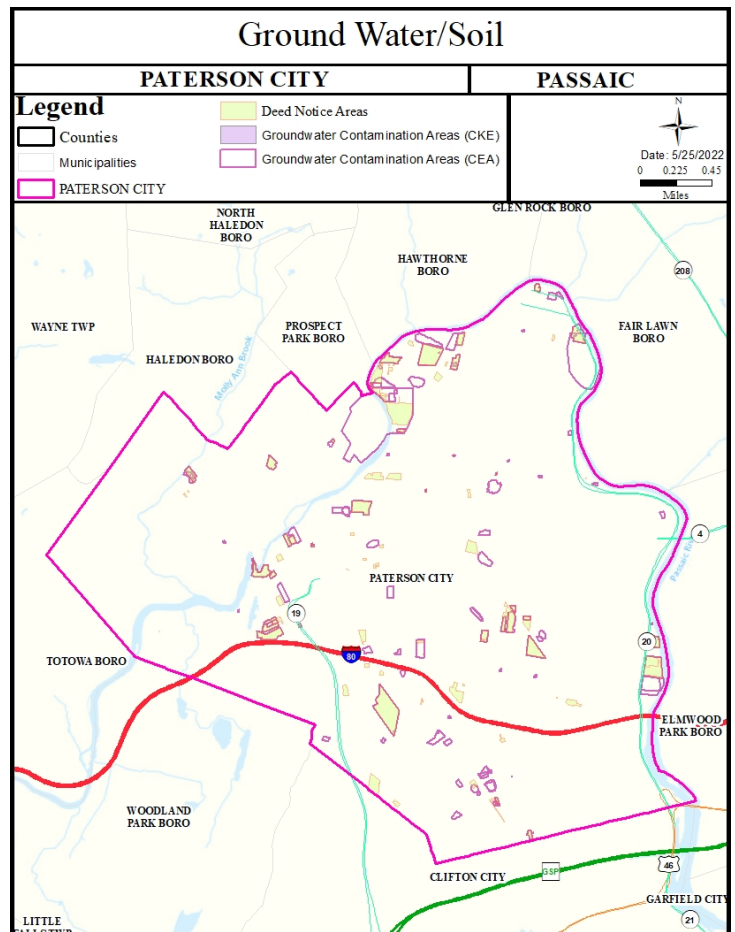 Ground Water/Soil
PATERSON CITY
PASSAIC
Legend
Counties
Municipalities
PATERSON CITY
Deed Notice Areas
Groundwater Contamination Areas (CKE)
Groundwater Contamination Areas (CEA)
N
Date: 5/25/2022
0 0.225 0.45
Miles
GLEN ROCK BORO
NORTH
HALEDON
BORO
HAWTHORNE
BORO
208
WAYNE TWP
PROSPECT
PARK BORO
FAIR LAWN
BORO
HALEDON BORO
Molly Ann Brook
4
Passaic
PATERSON CITY
19
20
80
TOTOWA BORO
ELMWOOD
PARK BORO
WOODLAND
PARK BORO
CLIFTON CITY
GSP
46
GARFIELD CITY
21
LITTLE